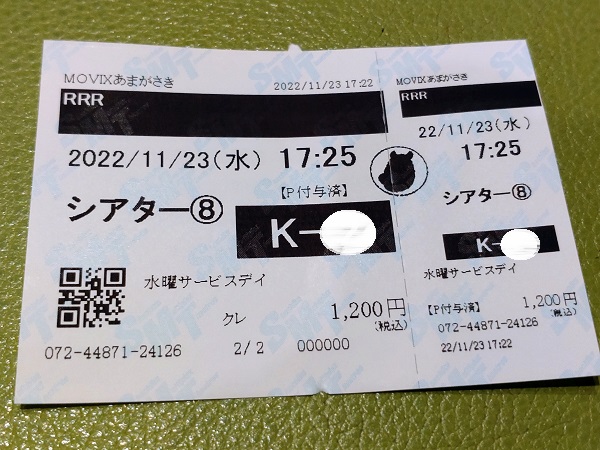 MOVIXあまがさき
2022/11/23 17:22
RRR
2022/11/23(水) 17:25
【P付与済】
シアター⑧
K-
水曜サービスデイ
クレ
1,200円
(税込)
072-44871-24126
2/2
000000
MOVIXあまがさき
RRR
22/11/23(水)
17:25
シアター⑧
K-
水曜サービスデイ
【P付与済】
1,200円
(税込)
072-44871-24126
22/11/23 17:22